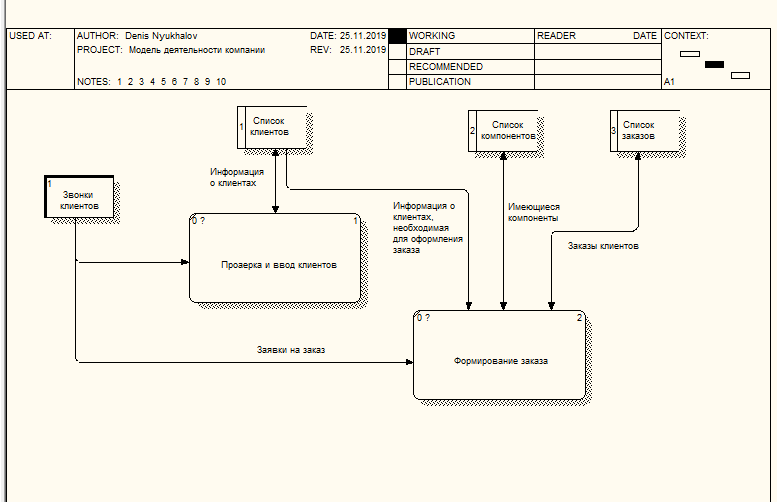 USED AT:
AUTHOR: Denis Nyukhalov
DATE: 25.11.2019
WORKING
READER
DATE
CONTEXT:
PROJECT: Модель деятельности компании
REV: 25.11.2019
DRAFT
RECOMMENDED
NOTES: 1 2 3 4 5 6 7 8 9 10
PUBLICATION
A1
1
Список
клиентов
2
Список
компонентов
3
Список
заказов
Информация
о клиентах
1
Звонки
клиентов
Информация о
клиентах,
необходимая
для оформления
заказа
Имеющиеся
компоненты
Заказы клиентов
0 ?
1
Проаерка и ввод клиентов
0 ?
2
Формирование заказа
Заявки на заказ